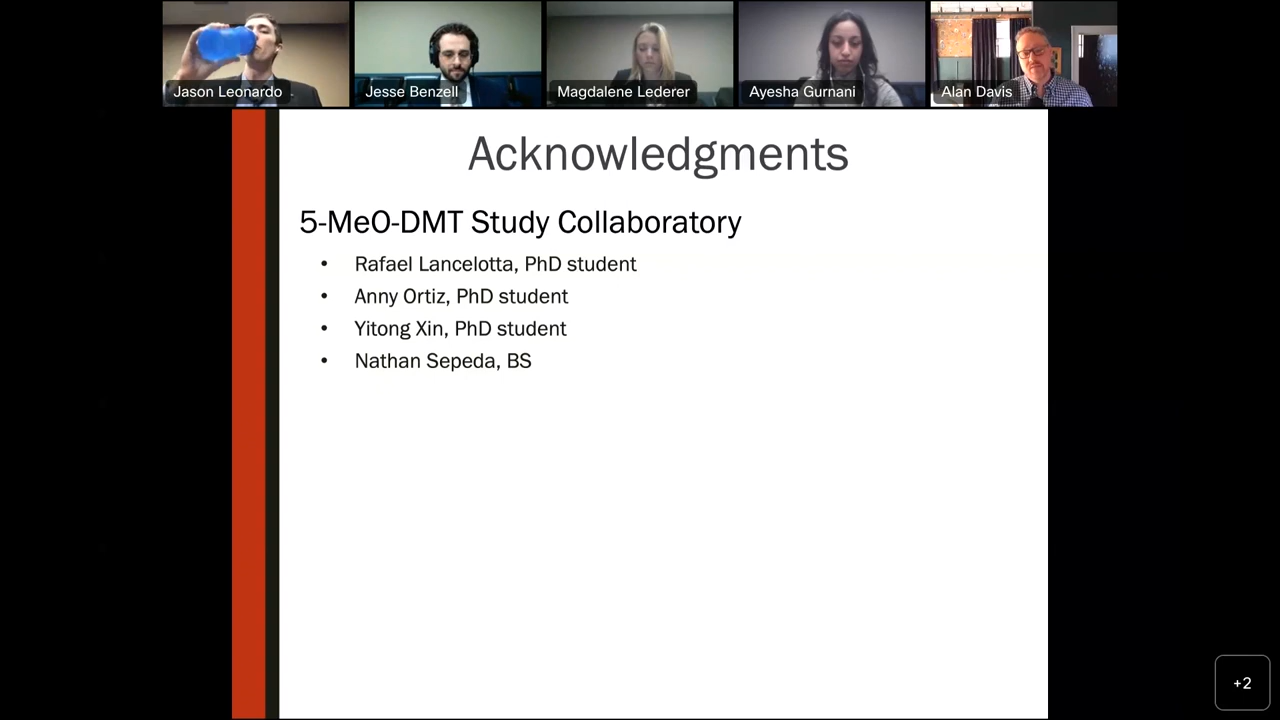 Jason Leonardo
Jesse Benzell
Magdalene Lederer
Ayesha Gurnani
Alan Davis
Acknowledgments
5-MeO-DMT Study Collaboratory
• Rafael Lancelotta, PhD student
• Anny Ortiz, PhD student
• Yitong Xin, PhD student
• Nathan Sepeda, BS
+2